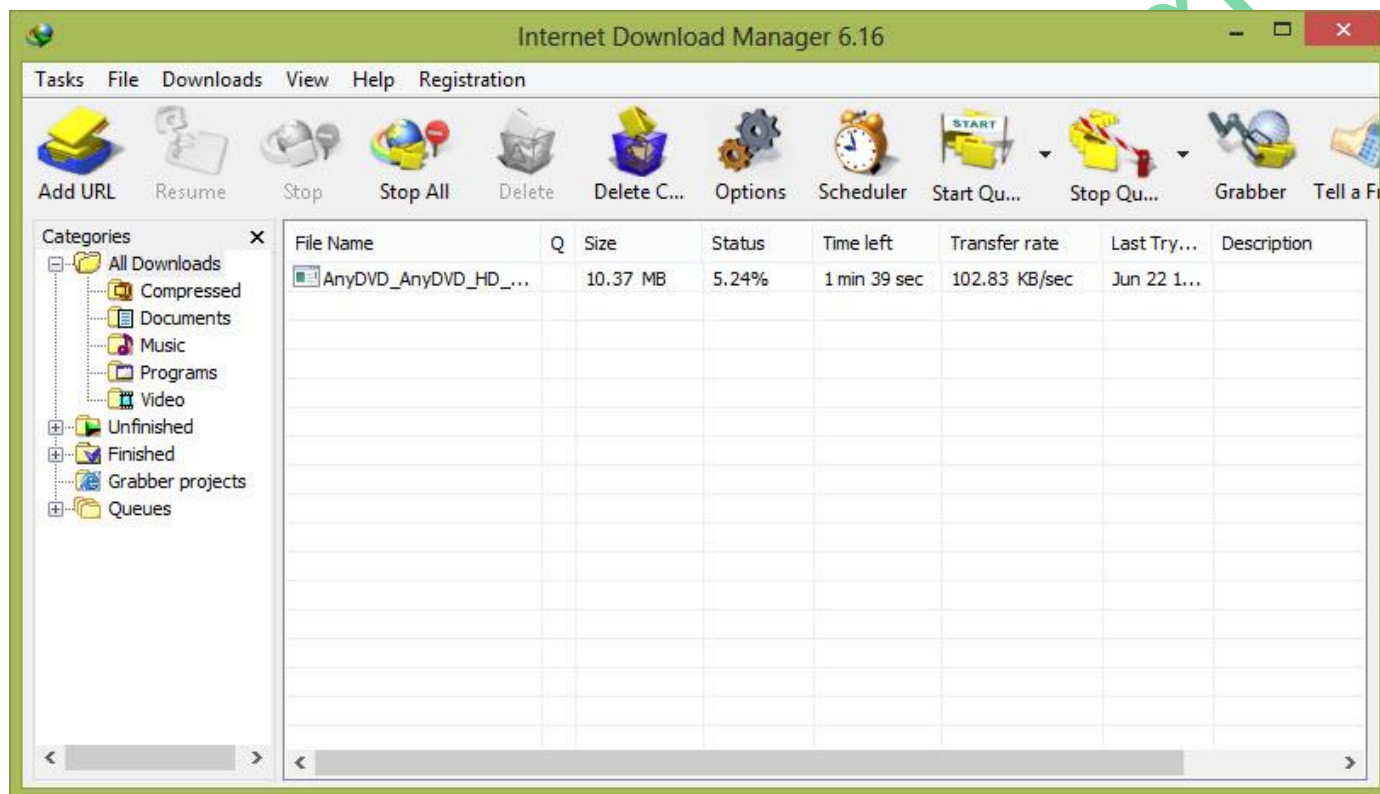 Internet Download Manager 6.16
Tasks File Downloads View Help Registration
START
Add URL Resume Stop Stop All Delete Delete C... Options Scheduler Start Qu... Stop Qu... Grabber Tell a Fr
Categories
All Downloads
Compressed
Documents
Music
Programs
Video
Unfinished
Finished
Grabber projects
Queues
File Name Q Size Status Time left Transfer rate Last Try... Description
AnyDVD_AnyDVD_HD_... 10.37 MB 5.24% 1 min 39 sec 102.83 KB/sec Jun 22 1...